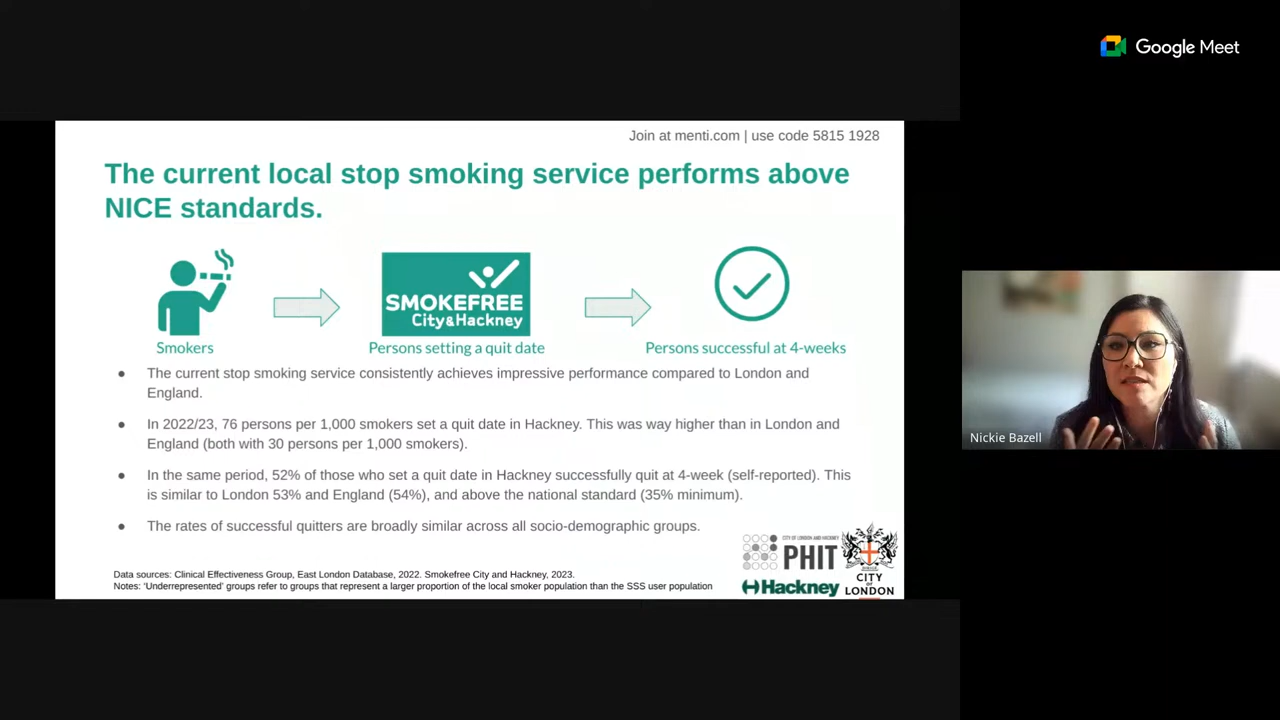 Google Meet
Join at menti.com | use code 5815 1928
The current local stop smoking service performs above
NICE standards.
SMOKEFREE
City&Hackney
Smokers
Persons setting a quit date
Persons successful at 4-weeks
● The current stop smoking service consistently achieves impressive performance compared to London and
England.
● In 2022/23, 76 persons per 1,000 smokers set a quit date in Hackney. This was way higher than in London and
England (both with 30 persons per 1,000 smokers).
● In the same period, 52% of those who set a quit date in Hackney successfully quit at 4-week (self-reported). This
is similar to London 53% and England (54%), and above the national standard (35% minimum).
● The rates of successful quitters are broadly similar across all socio-demographic groups.
Data sources: Clinical Effectiveness Group, East London Database, 2022. Smokefree City and Hackney, 2023.
Notes: ‘Underrepresented’ groups refer to groups that represent a larger proportion of the local smoker population than the SSS user population
CITY OF LONDON AND HACKNEY
PHIT
Hackney
CITY
OF
LONDON
Nickie Bazell